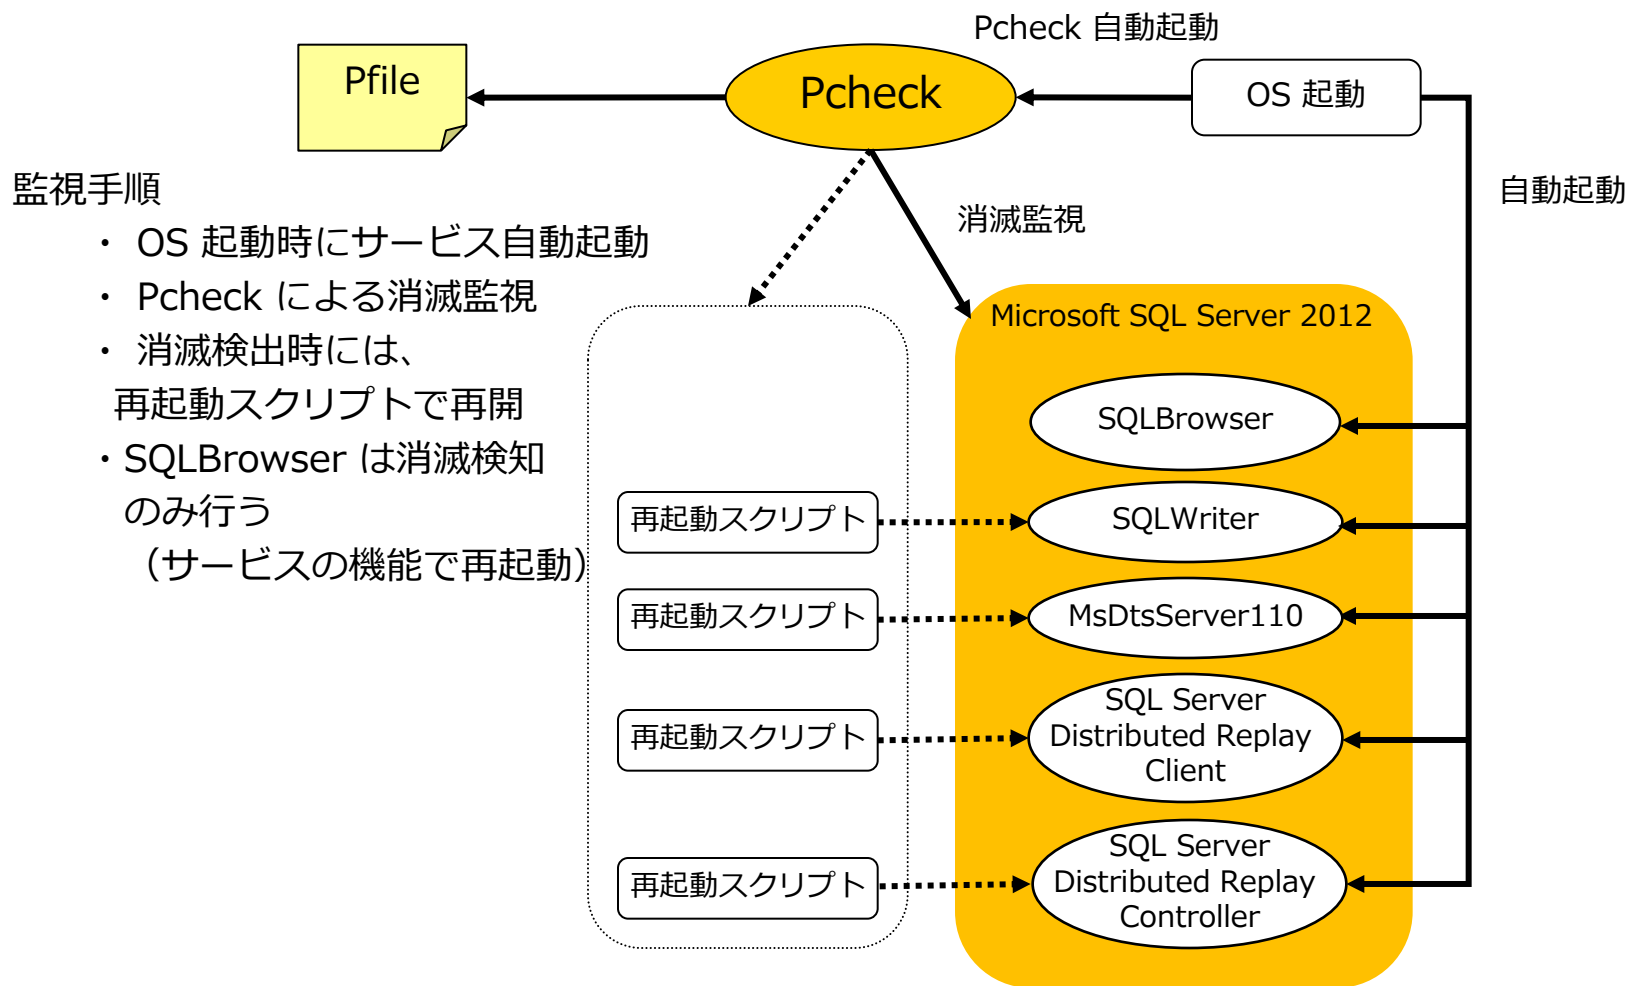 Pcheck 自動起動
Pfile
Pcheck
OS 起動
自動起動
監視手順
・ OS 起動時にサービス自動起動
・ Pcheck による消滅監視
・ 消滅検出時には、
再起動スクリプトで再開
・SQLBrowser は消滅検知
のみ行う
（サービスの機能で再起動）
消滅監視
Microsoft SQL Server 2012
SQLBrowser
再起動スクリプト
SQLWriter
再起動スクリプト
MsDtsServer110
再起動スクリプト
SQL Server
Distributed Replay
Client
再起動スクリプト
SQL Server
Distributed Replay
Controller